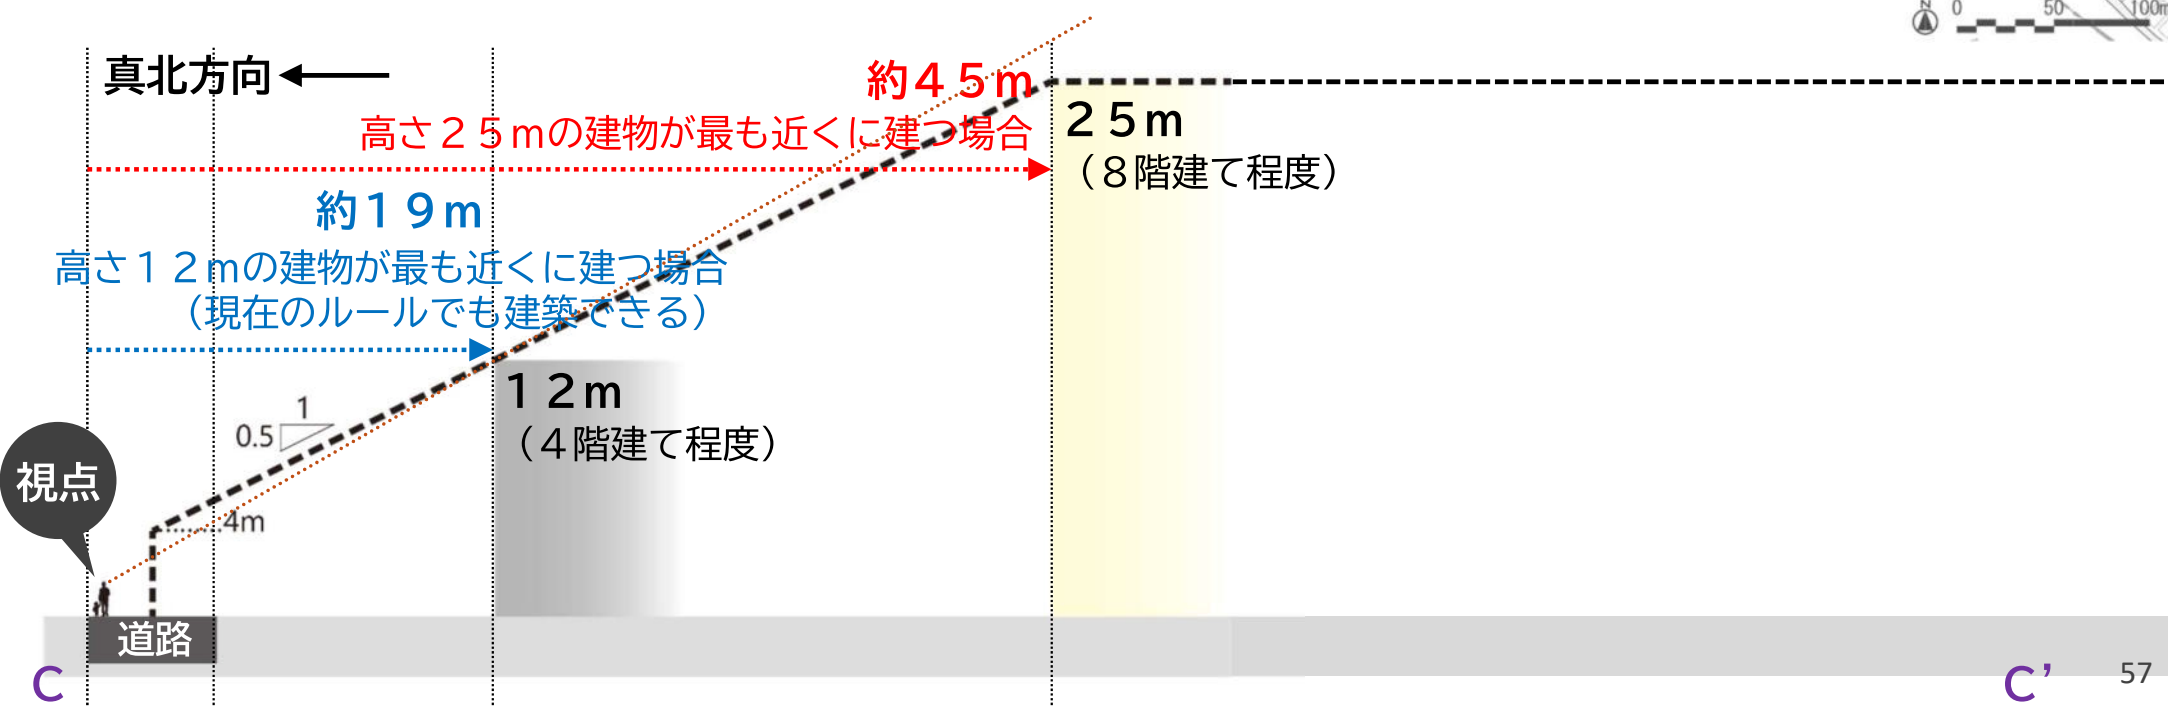 N
0 50 100m
真北方向
約４５ｍ
高さ２５ｍの建物が最も近くに建つ場合
２５ｍ
（８階建て程度）
約１９ｍ
高さ１２ｍの建物が最も近くに建つ場合
（現在のルールでも建築できる）
１２ｍ
（４階建て程度）
1
0.5
視点
4m
道路
C
C’
57